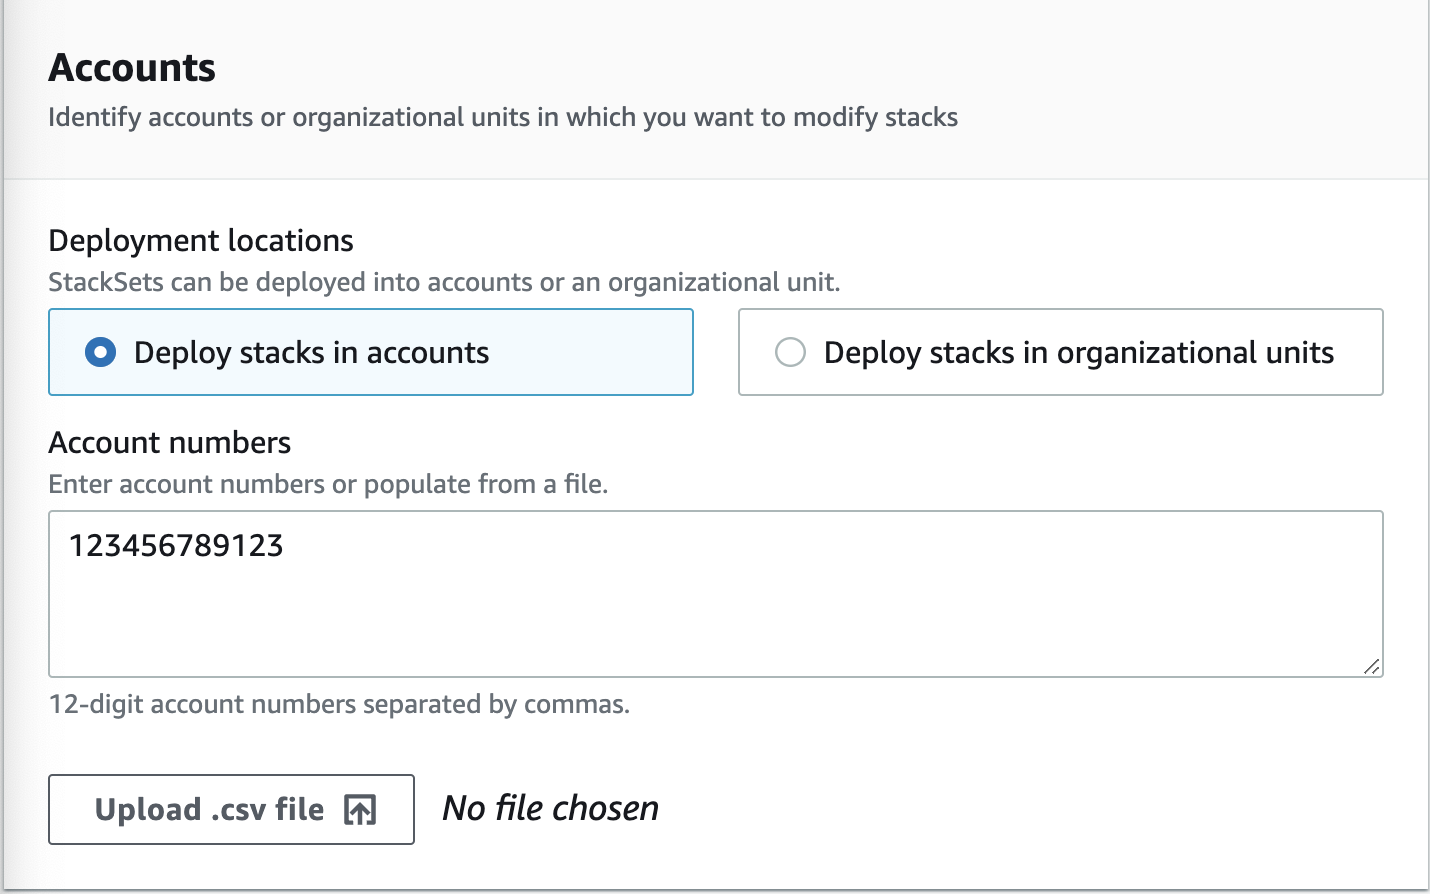 Accounts
Identify accounts or organizational units in which you want to modify stacks
Deployment locations
StackSets can be deployed into accounts or an organizational unit.
Deploy stacks in accounts
Deploy stacks in organizational units
Account numbers
Enter account numbers or populate from a file.
123456789123
12-digit account numbers separated by commas.
Upload .csv file
No file chosen